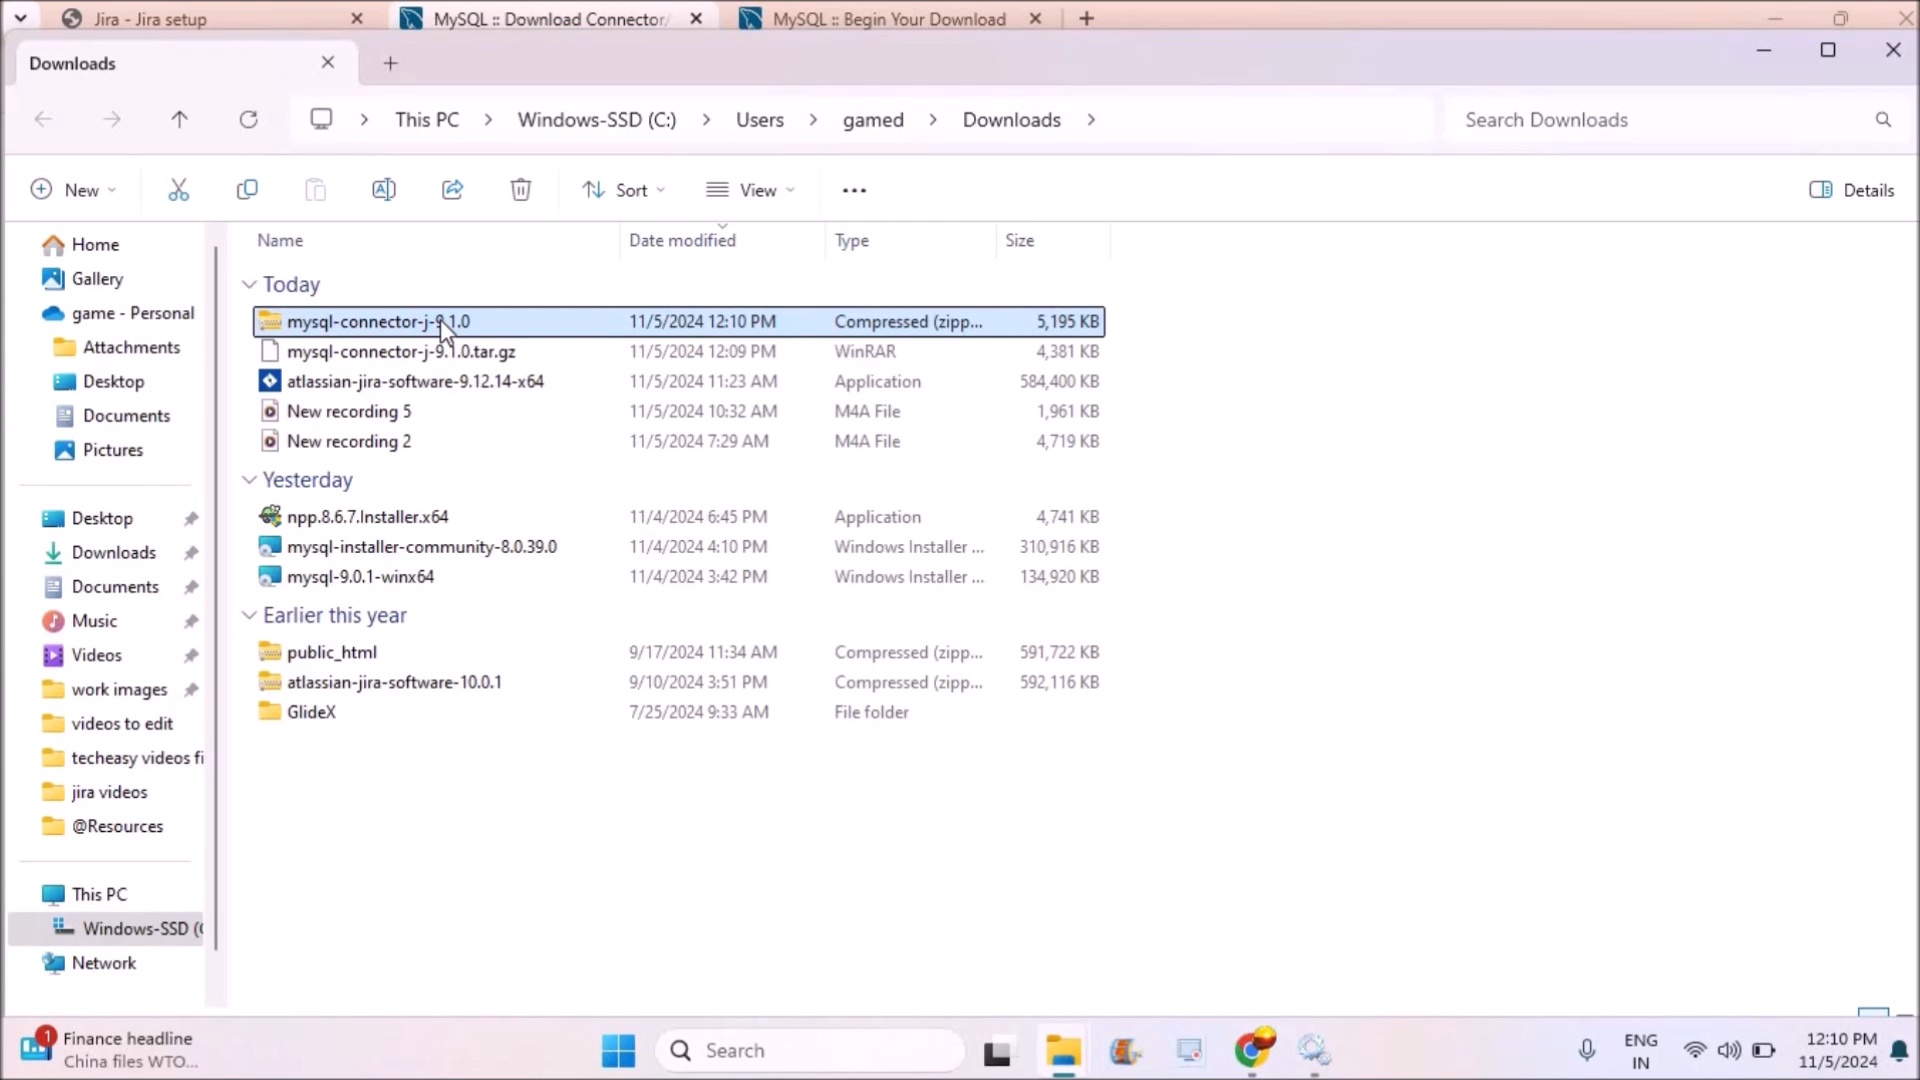 Jira - Jira setup
MySQL :: Download Connector/
MySQL :: Begin Your Download
Downloads
This PC
Windows-SSD (C:)
Users
gamed
Downloads
Search Downloads
New
Sort
View
Details
Name
Date modified
Type
Size
Today
mysql-connector-j-9.1.0 11/5/2024 12:10 PM Compressed (zipp... 5,195 KB
mysql-connector-j-9.1.0.tar.gz 11/5/2024 12:09 PM WinRAR 4,381 KB
atlassian-jira-software-9.12.14-x64 11/5/2024 11:23 AM Application 584,400 KB
New recording 5 11/5/2024 10:32 AM M4A File 1,961 KB
New recording 2 11/5/2024 7:29 AM M4A File 4,719 KB
Yesterday
npp.8.6.7.Installer.x64 11/4/2024 6:45 PM Application 4,741 KB
mysql-installer-community-8.0.39.0 11/4/2024 4:10 PM Windows Installer ... 310,916 KB
mysql-9.0.1-winx64 11/4/2024 3:42 PM Windows Installer ... 134,920 KB
Earlier this year
public_html 9/17/2024 11:34 AM Compressed (zipp... 591,722 KB
atlassian-jira-software-10.0.1 9/10/2024 3:51 PM Compressed (zipp... 592,116 KB
GlideX 7/25/2024 9:33 AM File folder
Home
Gallery
game - Personal
Attachments
Desktop
Documents
Pictures
Desktop
Downloads
Documents
Music
Videos
work images
videos to edit
techeasy videos fi
jira videos
@Resources
This PC
Windows-SSD (
Network
1
Finance headline
China files WTO...
Search
ENG
IN
12:10 PM
11/5/2024